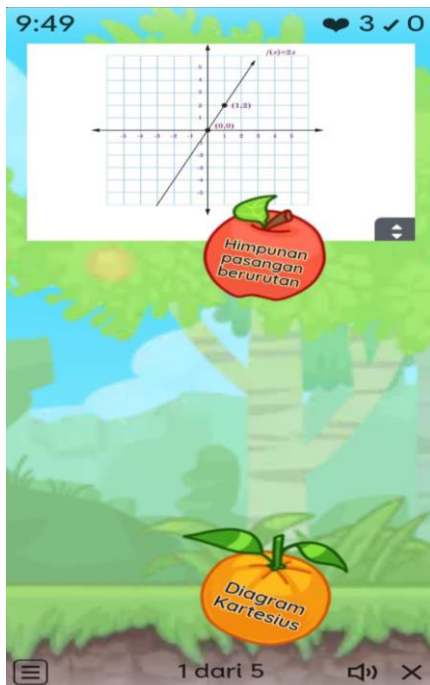 9:49
3 ✓ 0
f(x)=2x
(1,2)
(0,0)
Himpunan
pasangan
berurutan
Diagram
Kartesius
1 dari 5